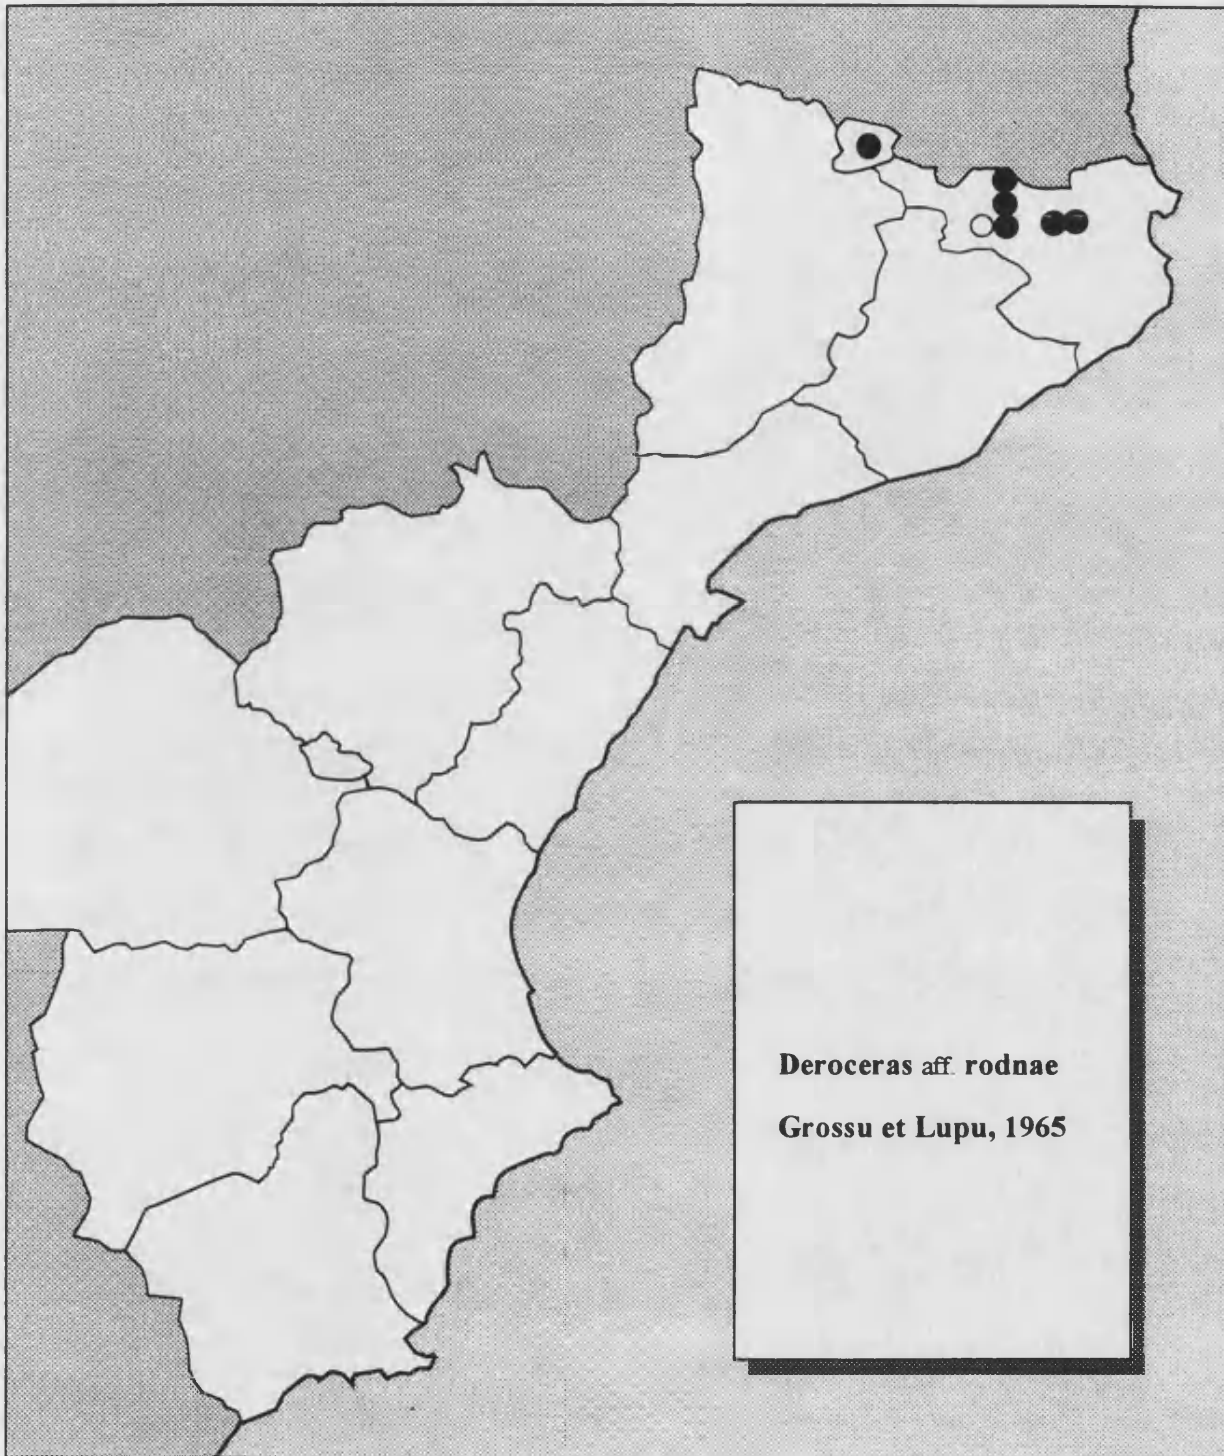 Deroceras aff. rodnae
Grossu et Lupu, 1965